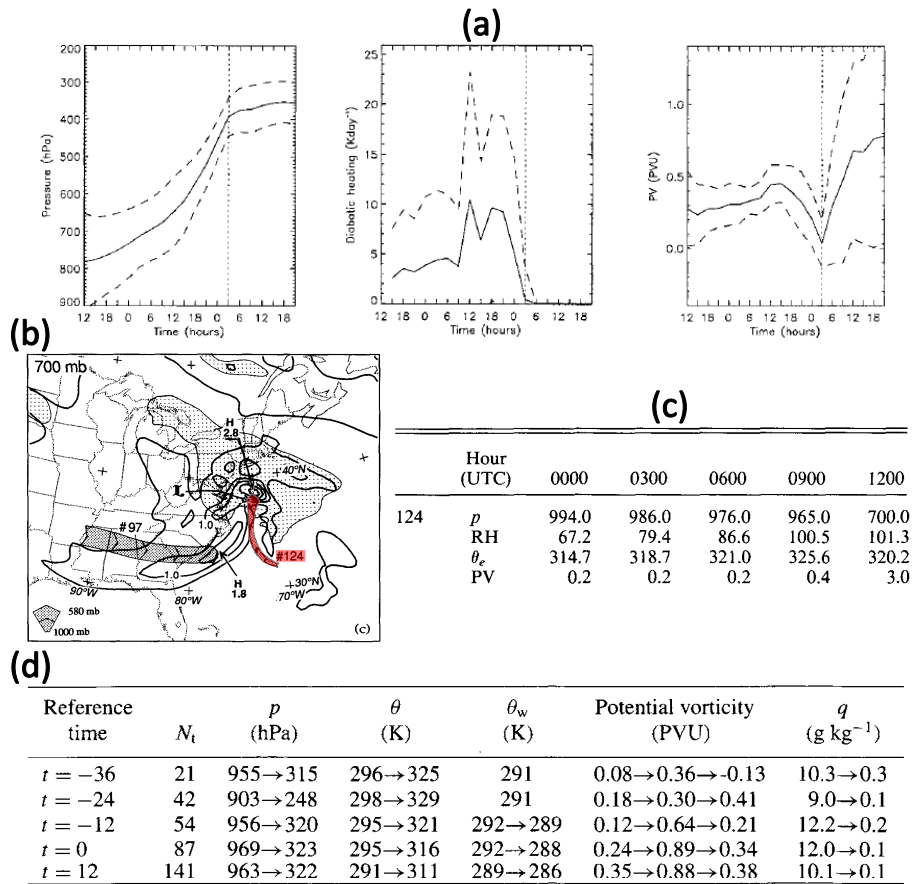 (a)
200
300
400
500
600
700
800
900
Pressure (hPa)
12 18 0 6 12 18 0 6 12 18
Time (hours)
25
20
15
10
5
0
Diabatic heating (Kday⁻¹)
12 18 0 6 12 18 0 6 12 18
Time (hours)
1.0
0.5
0.0
PV (PVU)
12 18 0 6 12 18 0 6 12 18
Time (hours)
(b)
700 mb
H
2.8
40°N
L
1.0
#97
#124
1.0
H
1.8
30°N
90°W
80°W
70°W
580 mb
1000 mb
(c)
(c)
Hour
(UTC) 0000 0300 0600 0900 1200
124 p 994.0 986.0 976.0 965.0 700.0
RH 67.2 79.4 86.6 100.5 101.3
θe 314.7 318.7 321.0 325.6 320.2
PV 0.2 0.2 0.2 0.4 3.0
(d)
Reference p θ θw Potential vorticity q
time Nt (hPa) (K) (K) (PVU) (g kg⁻¹)
t = −36 21 955→315 296→325 291 0.08→0.36→-0.13 10.3→0.3
t = −24 42 903→248 298→329 291 0.18→0.30→0.41 9.0→0.1
t = −12 54 956→320 295→321 292→289 0.12→0.64→0.21 12.2→0.2
t = 0 87 969→323 295→316 292→288 0.24→0.89→0.34 12.0→0.1
t = 12 141 963→322 291→311 289→286 0.35→0.88→0.38 10.1→0.1